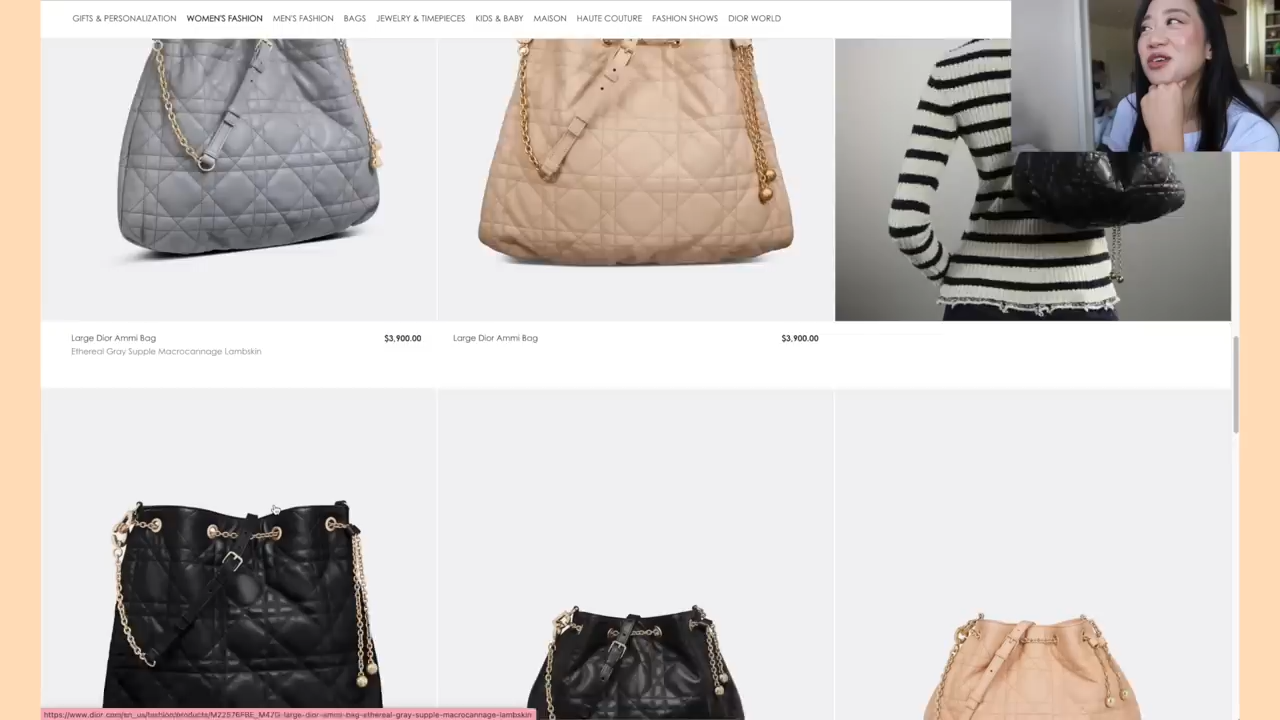 GIFTS & PERSONALIZATION WOMEN'S FASHION MEN'S FASHION BAGS JEWELRY & TIMEPIECES KIDS & BABY MAISON HAUTE COUTURE FASHION SHOWS DIOR WORLD
Large Dior Ammi Bag $3,900.00
Ethereal Gray Supple Macrocannage Lambskin
Large Dior Ammi Bag $3,900.00